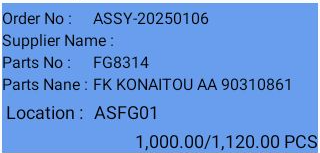 Order No : ASSY-20250106
Supplier Name :
Parts No : FG8314
Parts Nane : FK KONAITOU AA 90310861
Location : ASFG01
1,000.00/1,120.00 PCS